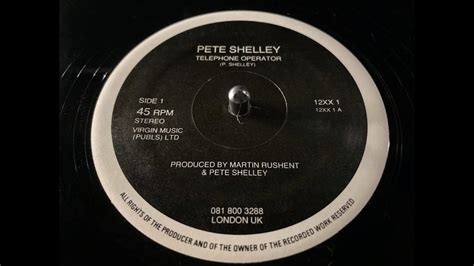 PETE SHELLEY
TELEPHONE OPERATOR
(P. SHELLEY)
SIDE 1
45 RPM
STEREO
VIRGIN MUSIC
(PUBLS) LTD
12XX 1
12XX 1 A
PRODUCED BY MARTIN RUSHENT
& PETE SHELLEY
081 800 3288
LONDON UK
ALL RIGHTS OF THE PRODUCER AND OF THE OWNER OF THE RECORDED WORK RESERVED